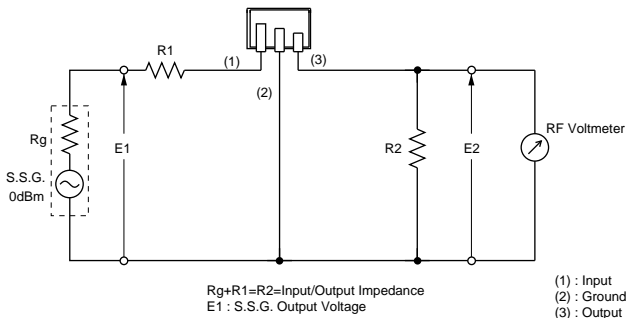 R1
(1)
(3)
(2)
Rg
E1
R2
E2
RF Voltmeter
S.S.G.
0dBm
Rg+R1=R2=Input/Output Impedance
E1 : S.S.G. Output Voltage
(1) : Input
(2) : Ground
(3) : Output